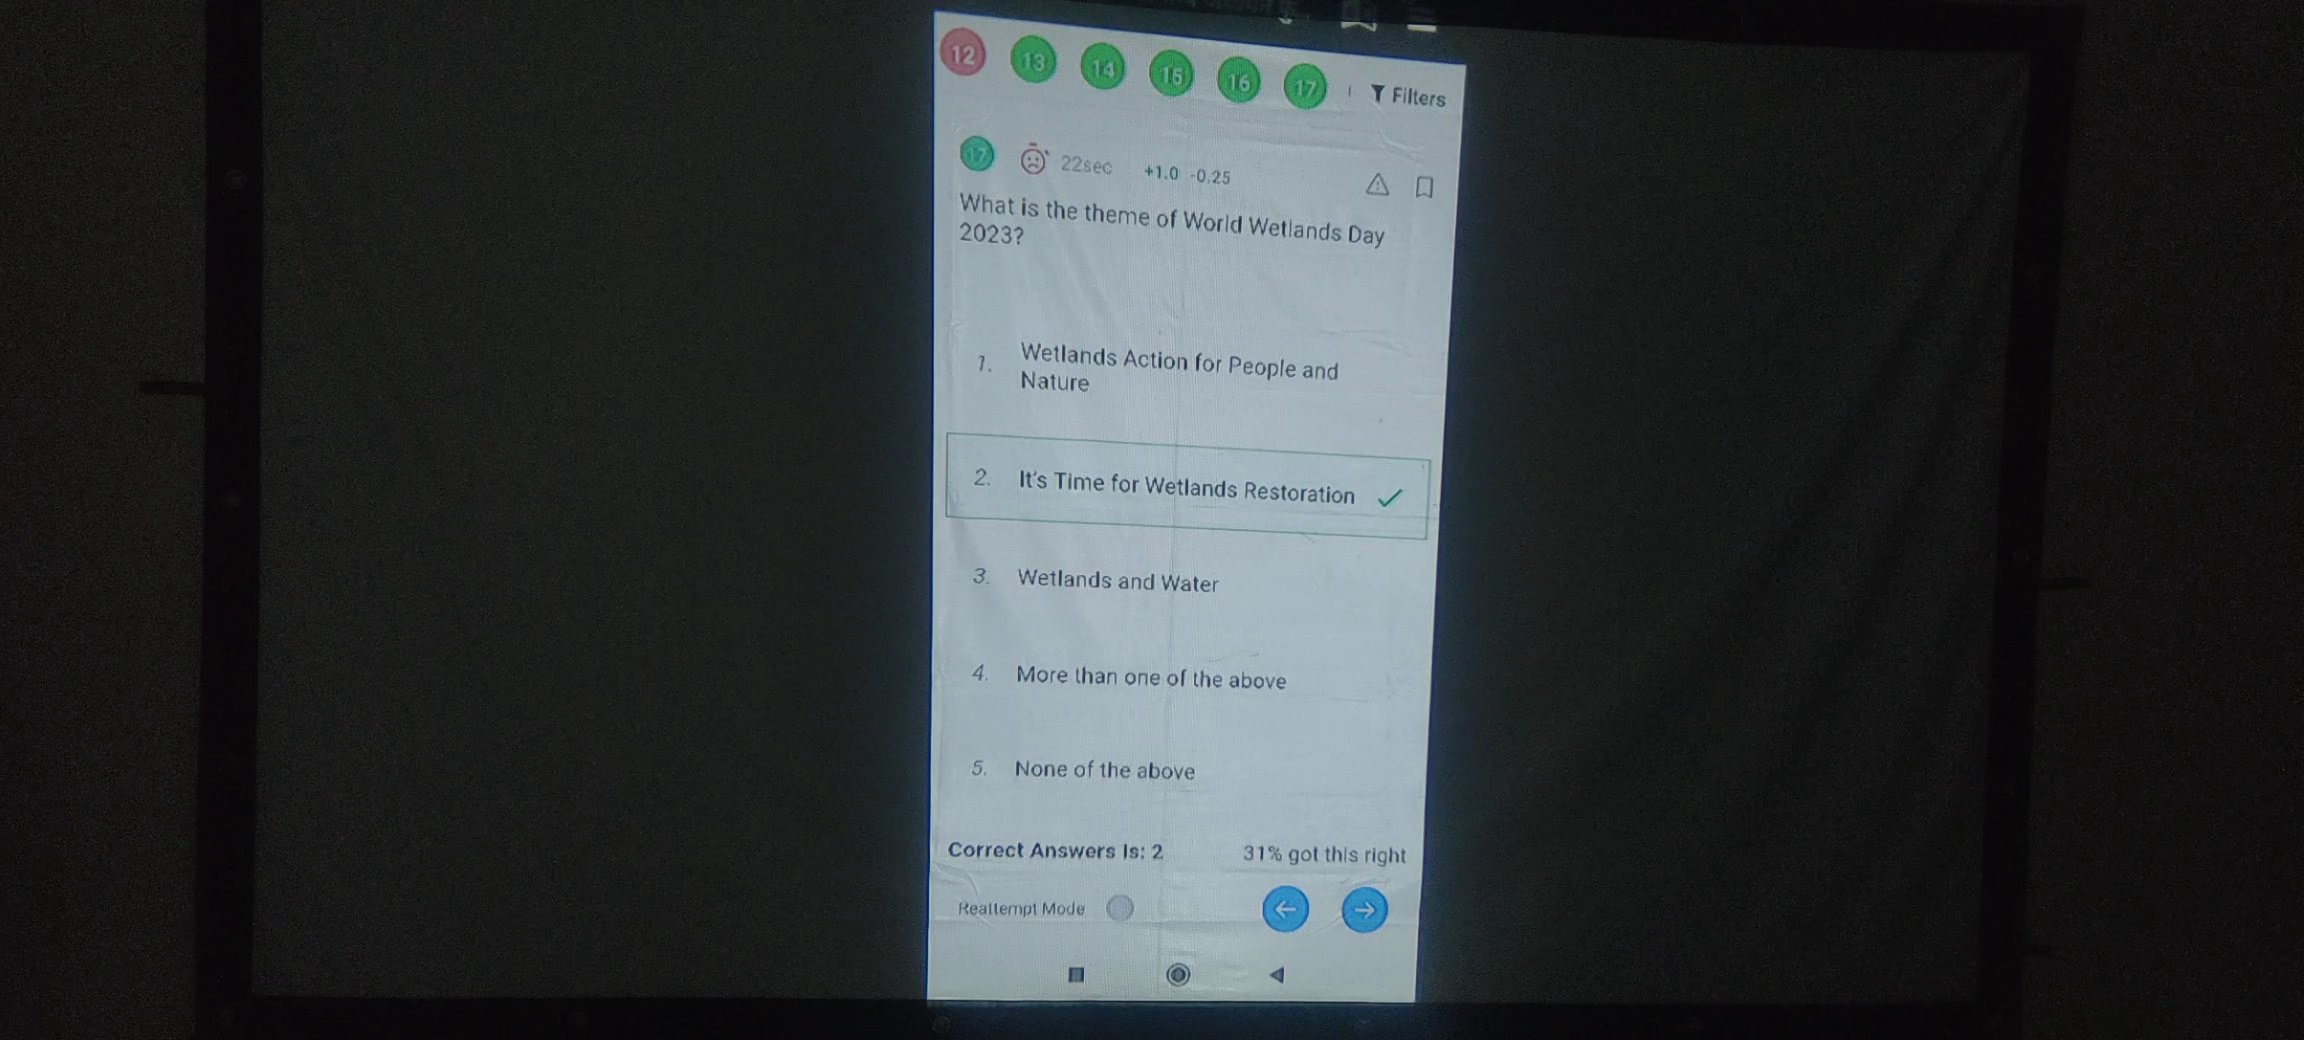 12 13 14 15 16 17 Filters
17 22sec +1.0 -0.25
What is the theme of World Wetlands Day
2023?
1. Wetlands Action for People and
Nature
2. It's Time for Wetlands Restoration
3. Wetlands and Water
4. More than one of the above
5. None of the above
Correct Answers Is: 2 31% got this right
Reattempt Mode